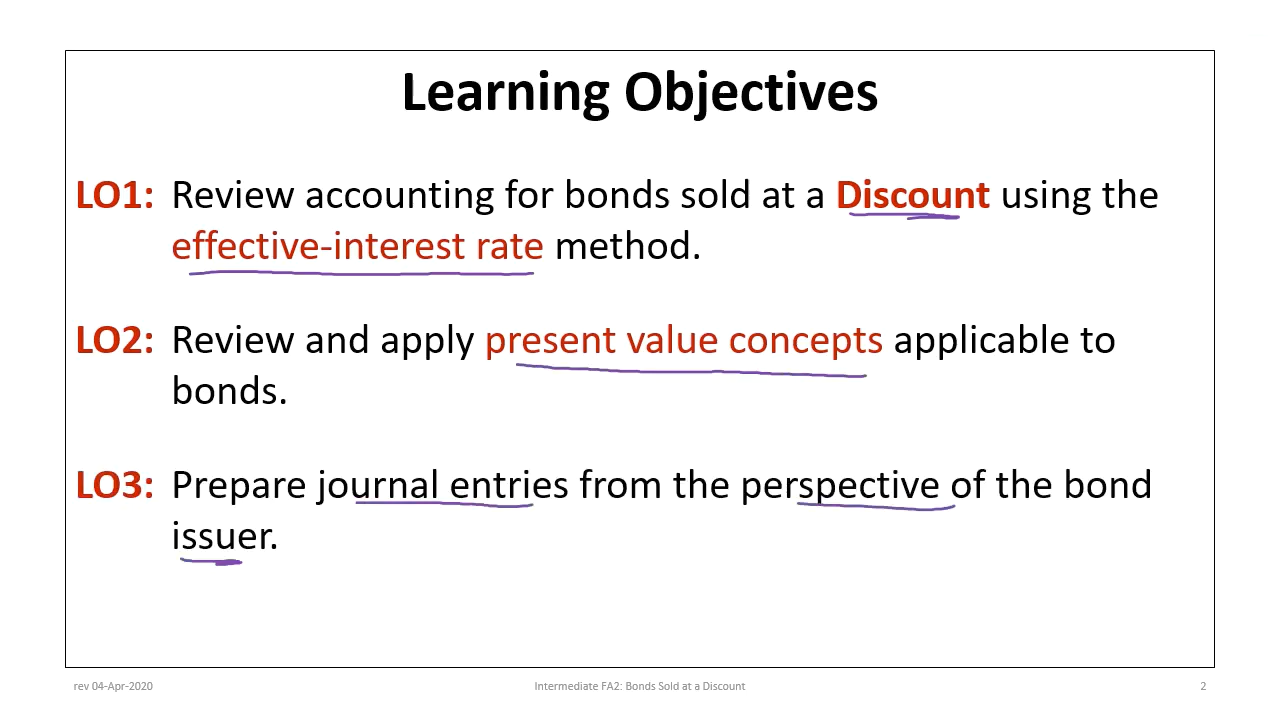 Learning Objectives
LO1: Review accounting for bonds sold at a Discount using the
effective-interest rate method.
LO2: Review and apply present value concepts applicable to
bonds.
LO3: Prepare journal entries from the perspective of the bond
issuer.
rev 04-Apr-2020 Intermediate FA2: Bonds Sold at a Discount 2